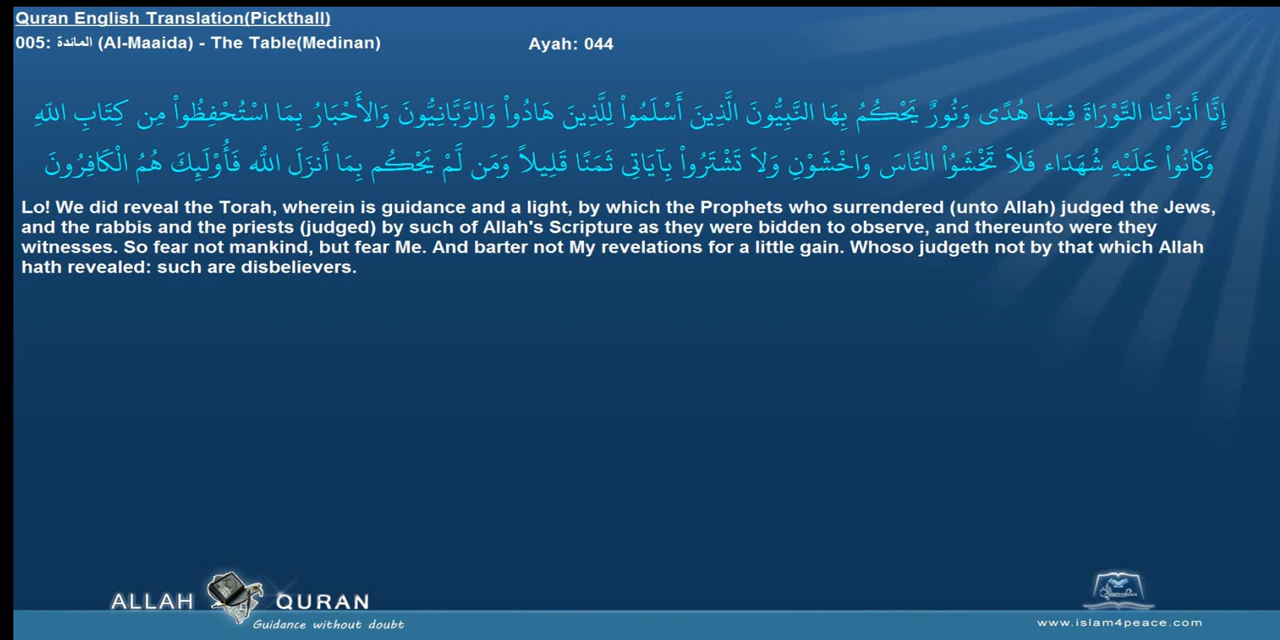 Quran English Translation(Pickthall)
005: المائدة (Al-Maaida) - The Table(Medinan)
Ayah: 044
إِنَّا أَنزَلْنَا التَّوْرَاةَ فِيهَا هُدًى وَنُورٌ يَحْكُمُ بِهَا النَّبِيُّونَ الَّذِينَ أَسْلَمُواْ لِلَّذِينَ هَادُواْ وَالرَّبَّانِيُّونَ وَالأَحْبَارُ بِمَا اسْتُحْفِظُواْ مِن كِتَابِ اللّهِ
وَكَانُواْ عَلَيْهِ شُهَدَاء فَلاَ تَخْشَوُاْ النَّاسَ وَاخْشَوْنِ وَلاَ تَشْتَرُواْ بِآيَاتِي ثَمَنًا قَلِيلاً وَمَن لَّمْ يَحْكُم بِمَا أَنزَلَ اللّهُ فَأُوْلَئِكَ هُمُ الْكَافِرُونَ
Lo! We did reveal the Torah, wherein is guidance and a light, by which the Prophets who surrendered (unto Allah) judged the Jews,
and the rabbis and the priests (judged) by such of Allah's Scripture as they were bidden to observe, and thereunto were they
witnesses. So fear not mankind, but fear Me. And barter not My revelations for a little gain. Whoso judgeth not by that which Allah
hath revealed: such are disbelievers.
ALLAH QURAN
Guidance without doubt
www.islam4peace.com